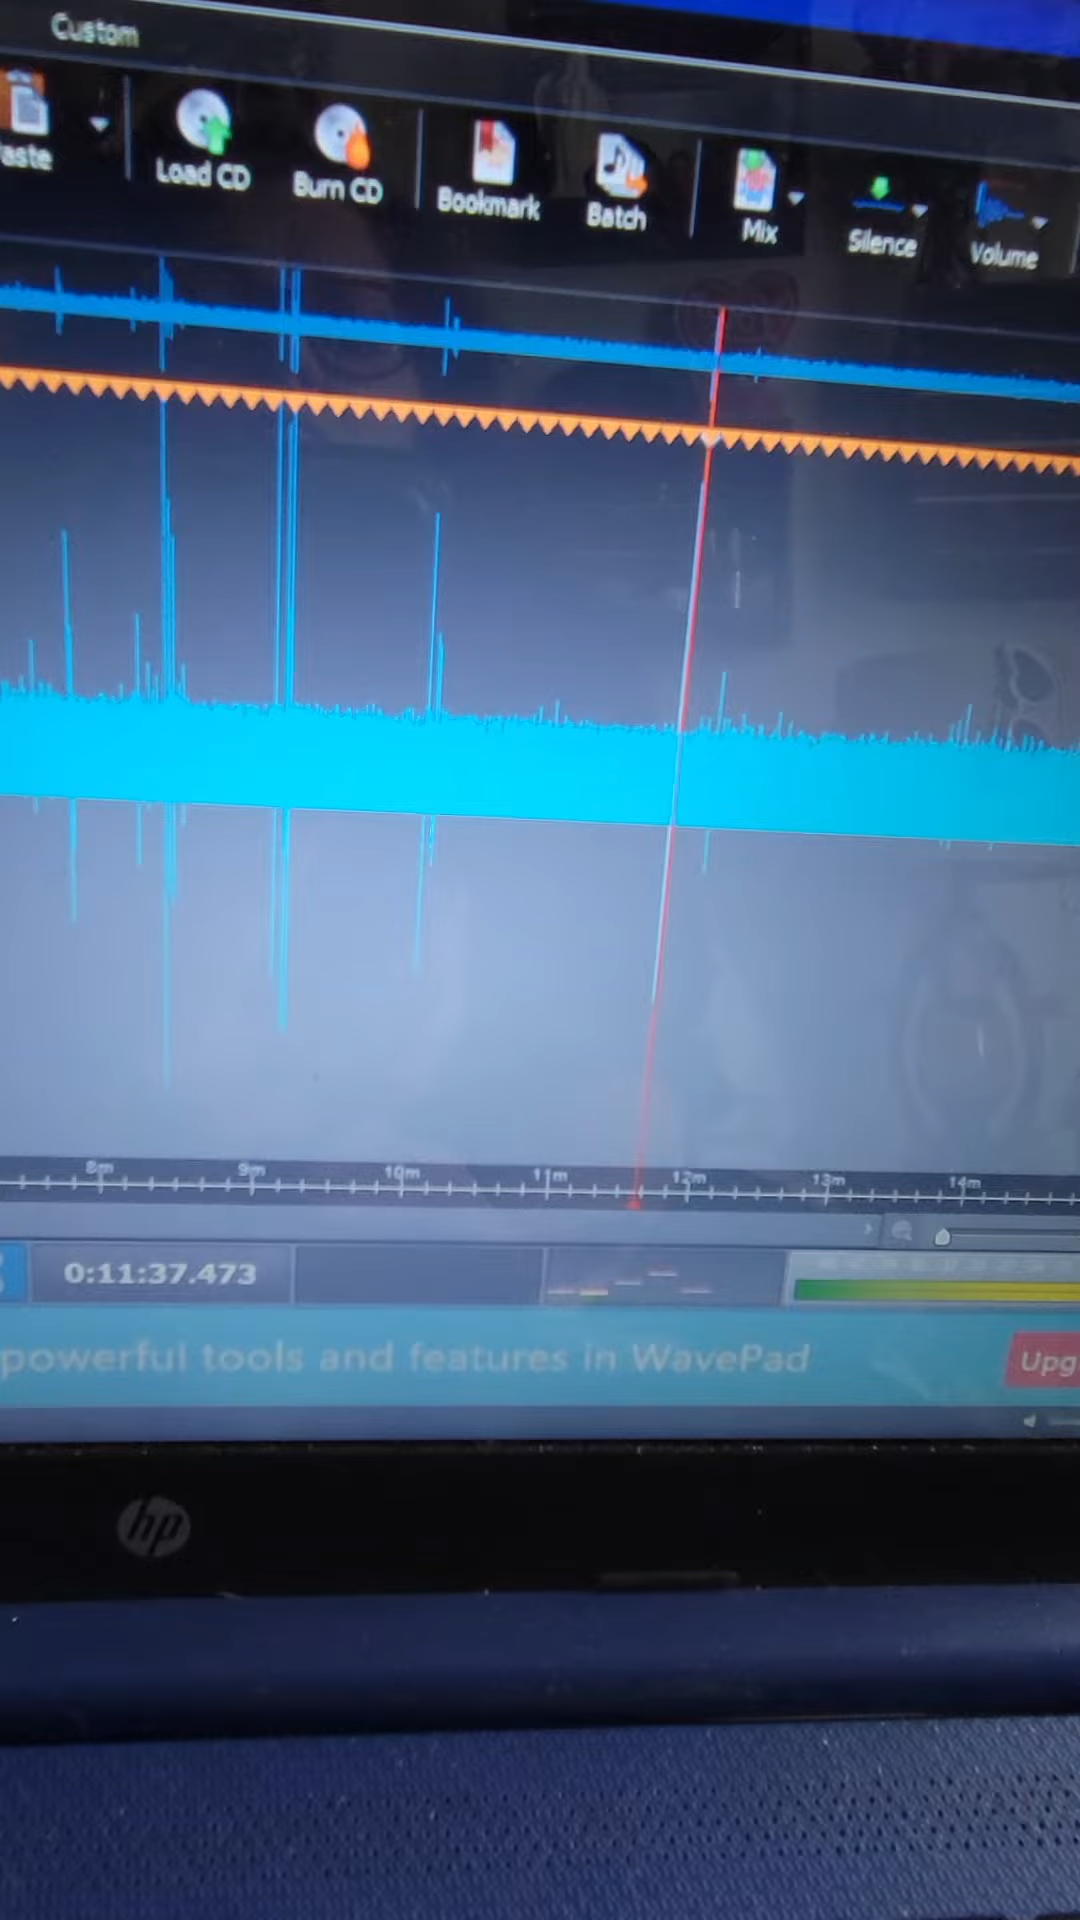 Custom
aste
Load CD
Burn CD
Bookmark
Batch
Mix
Silence
Volume
8m 9m 10m 11m 12m 13m 14m
0:11:37.473
powerful tools and features in WavePad
Upg
hp